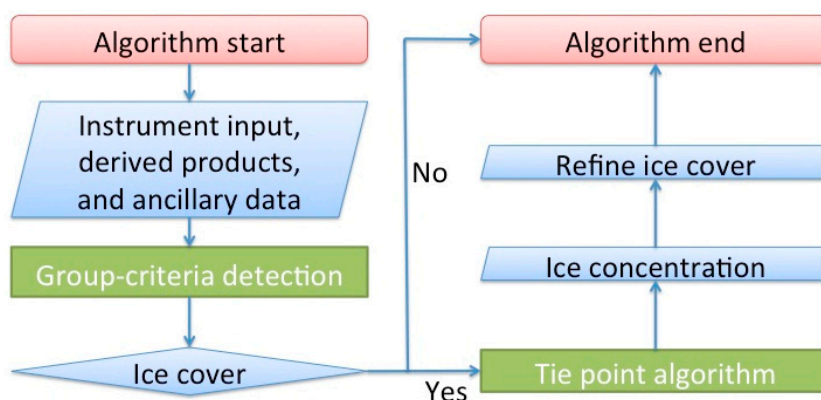 Algorithm start
Instrument input,
derived products,
and ancillary data
Group-criteria detection
Ice cover
No
Yes
Algorithm end
Refine ice cover
Ice concentration
Tie point algorithm